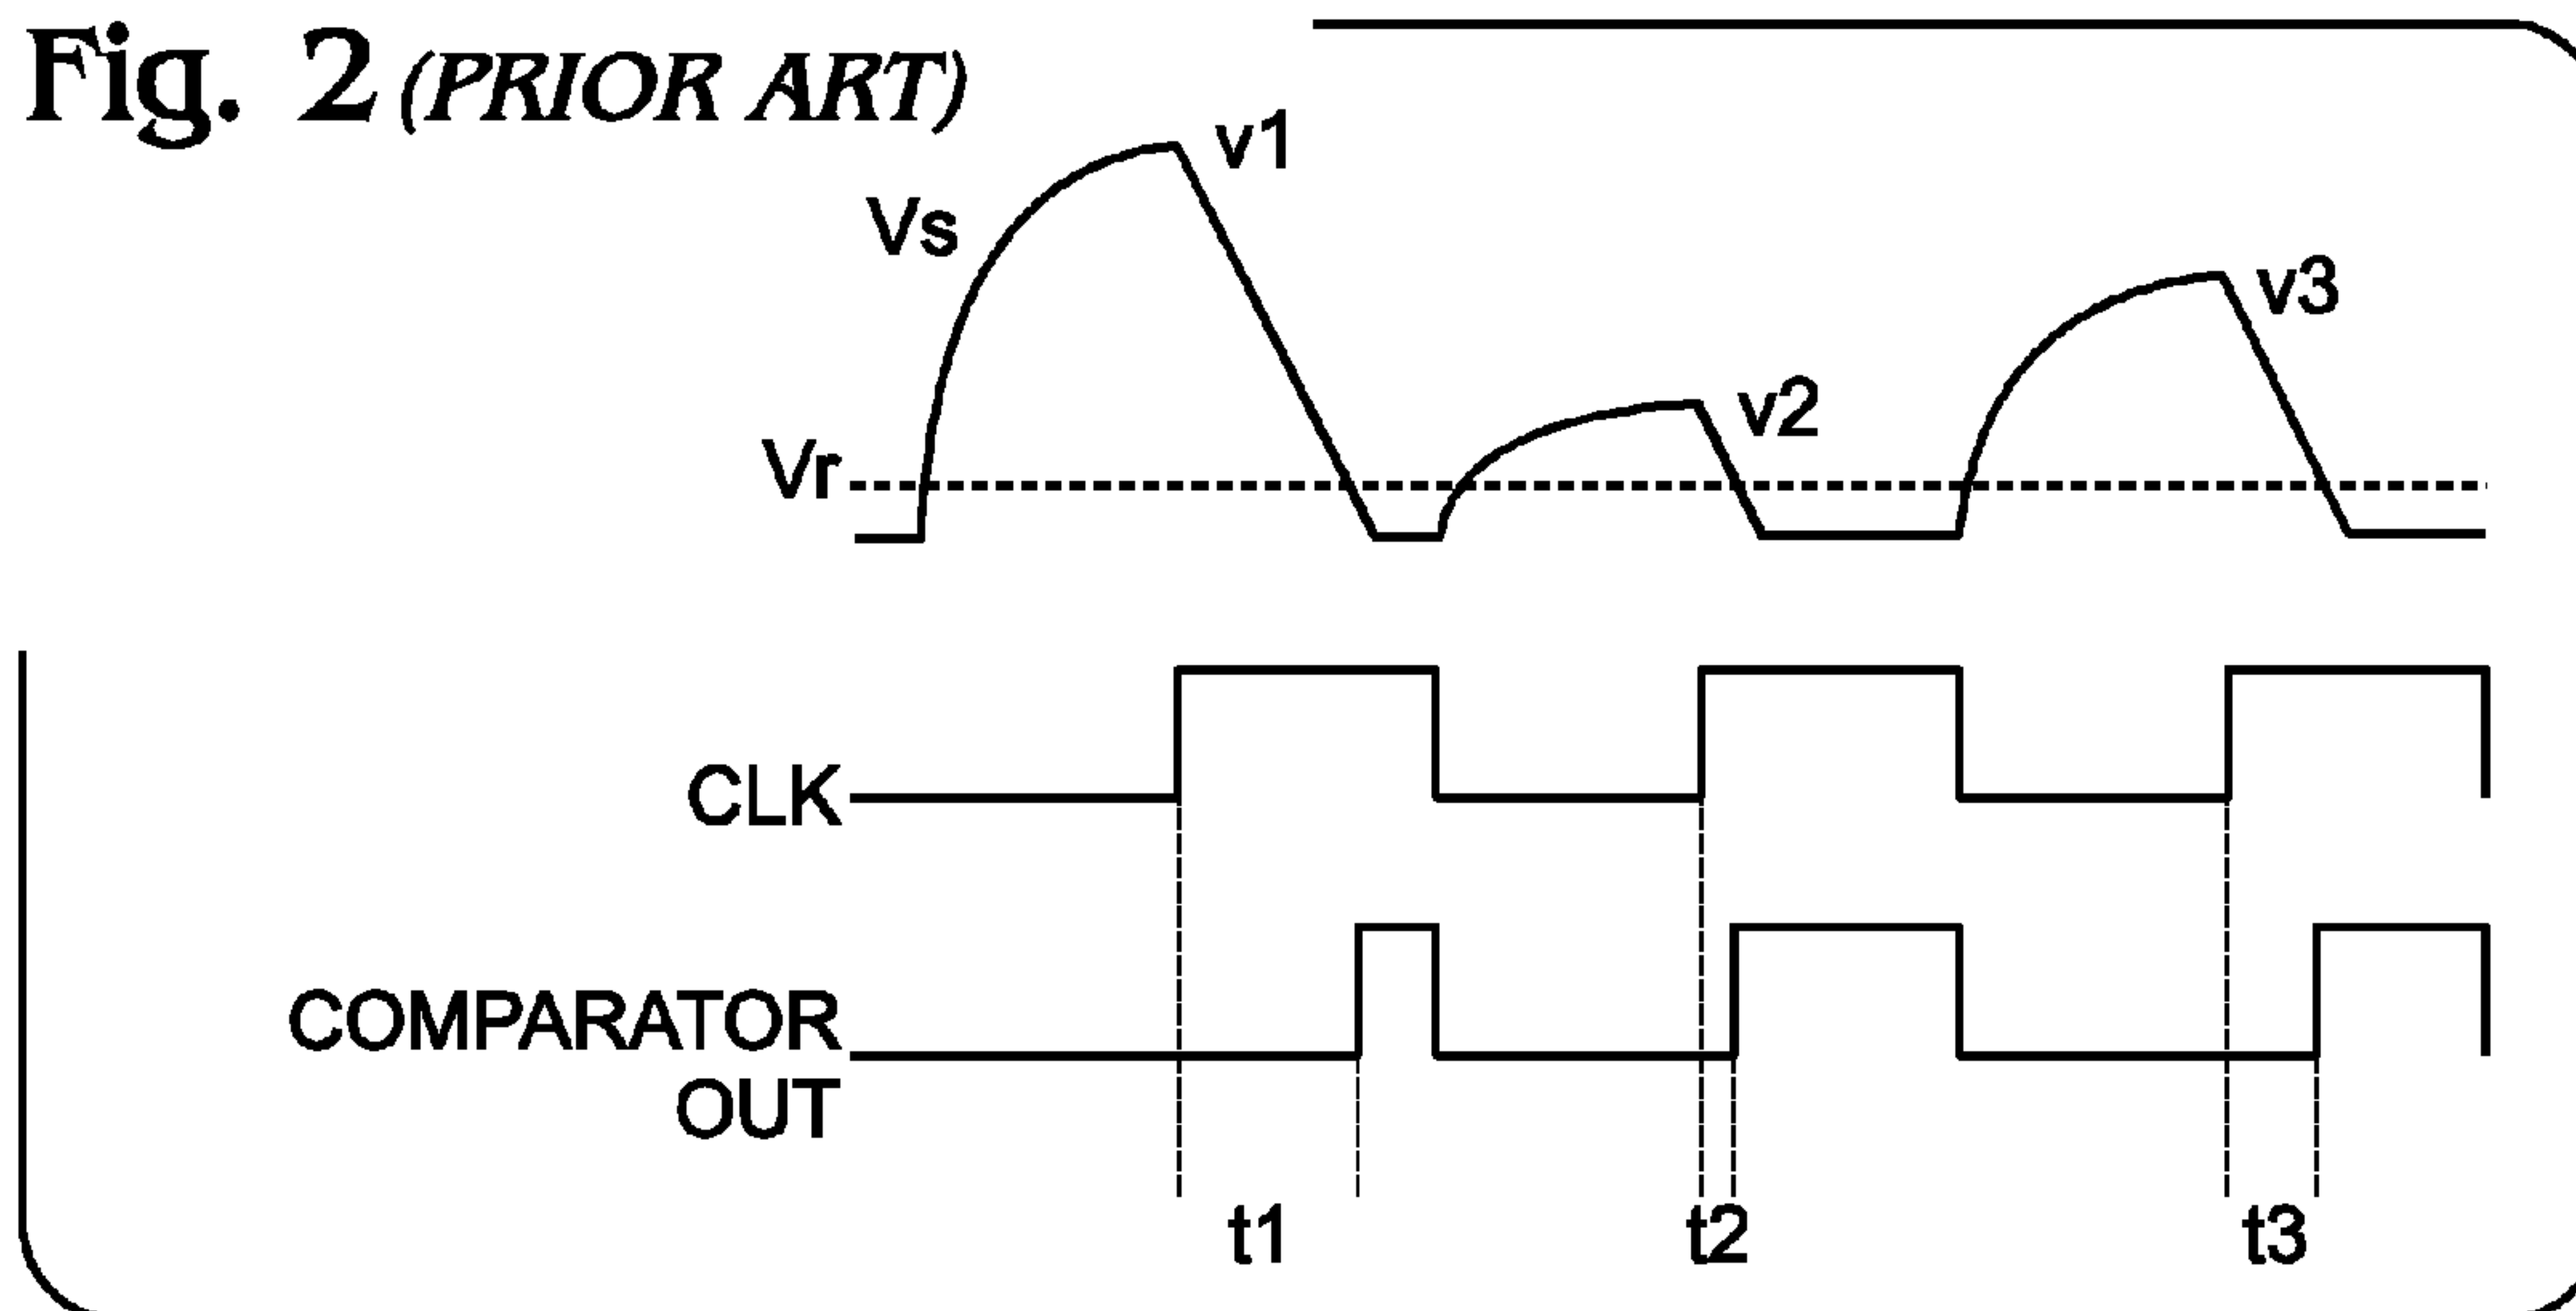 Fig. 2 (PRIOR ART)
v1
Vs
v3
v2
Vr
CLK
COMPARATOR
OUT
t1 t2 t3